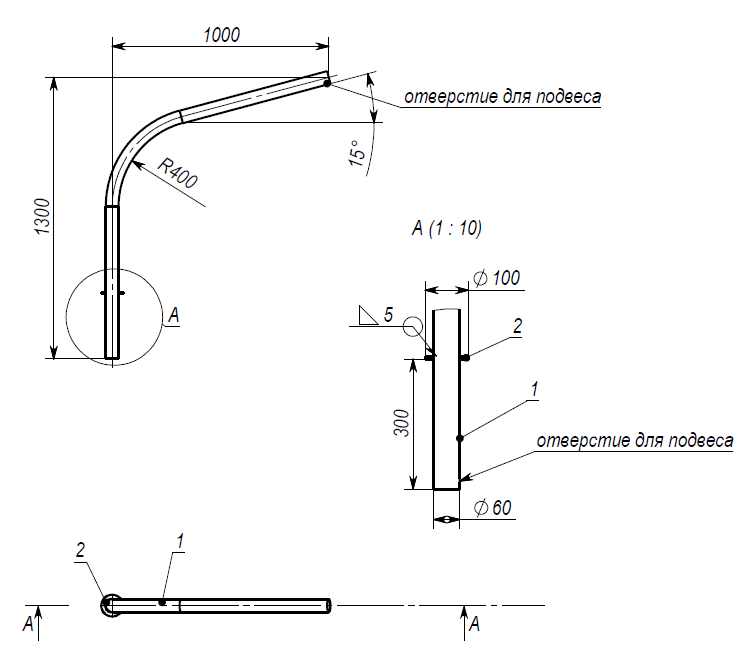 1000
отверстие для подвеса
15°
R400
1300
А (1 : 10)
⌀ 100
А
5
2
1
300
отверстие для подвеса
⌀ 60
2
1
А
А